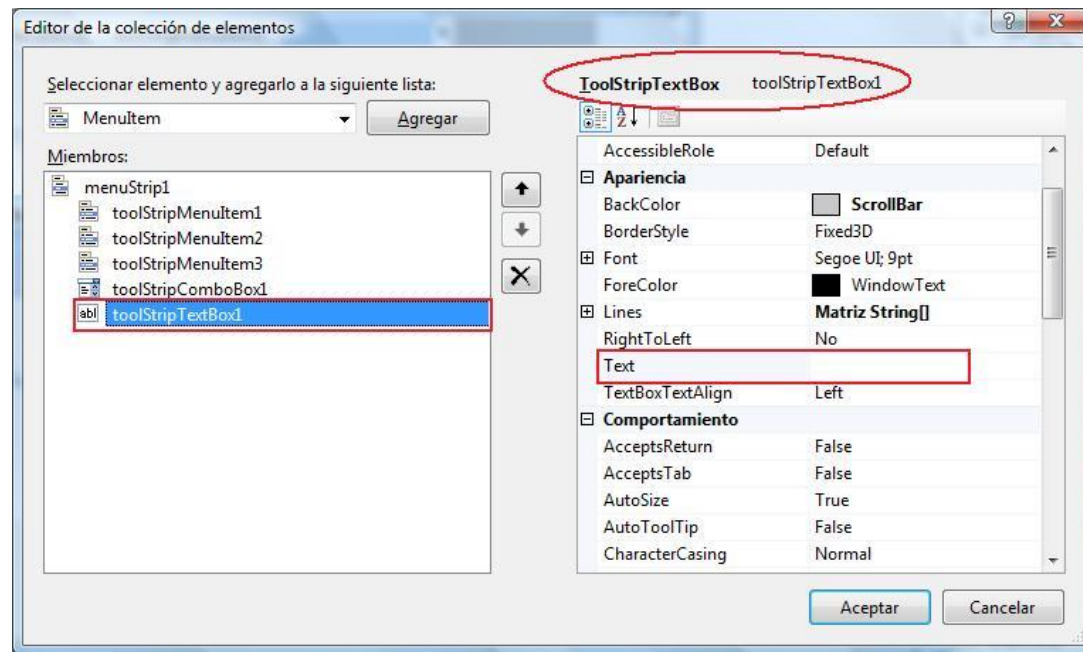 Editor de la colección de elementos
Seleccionar elemento y agregarlo a la siguiente lista:
MenuItem
Agregar
Miembros:
menuStrip1
toolStripMenuItem1
toolStripMenuItem2
toolStripMenuItem3
toolStripComboBox1
abl toolStripTextBox1
ToolStripTextBox toolStripTextBox1
AccessibleRole Default
Apariencia
BackColor ScrollBar
BorderStyle Fixed3D
Font Segoe UI; 9pt
ForeColor WindowText
Lines Matriz String[]
RightToLeft No
Text
TextBoxTextAlign Left
Comportamiento
AcceptsReturn False
AcceptsTab False
AutoSize True
AutoToolTip False
CharacterCasing Normal
Aceptar Cancelar